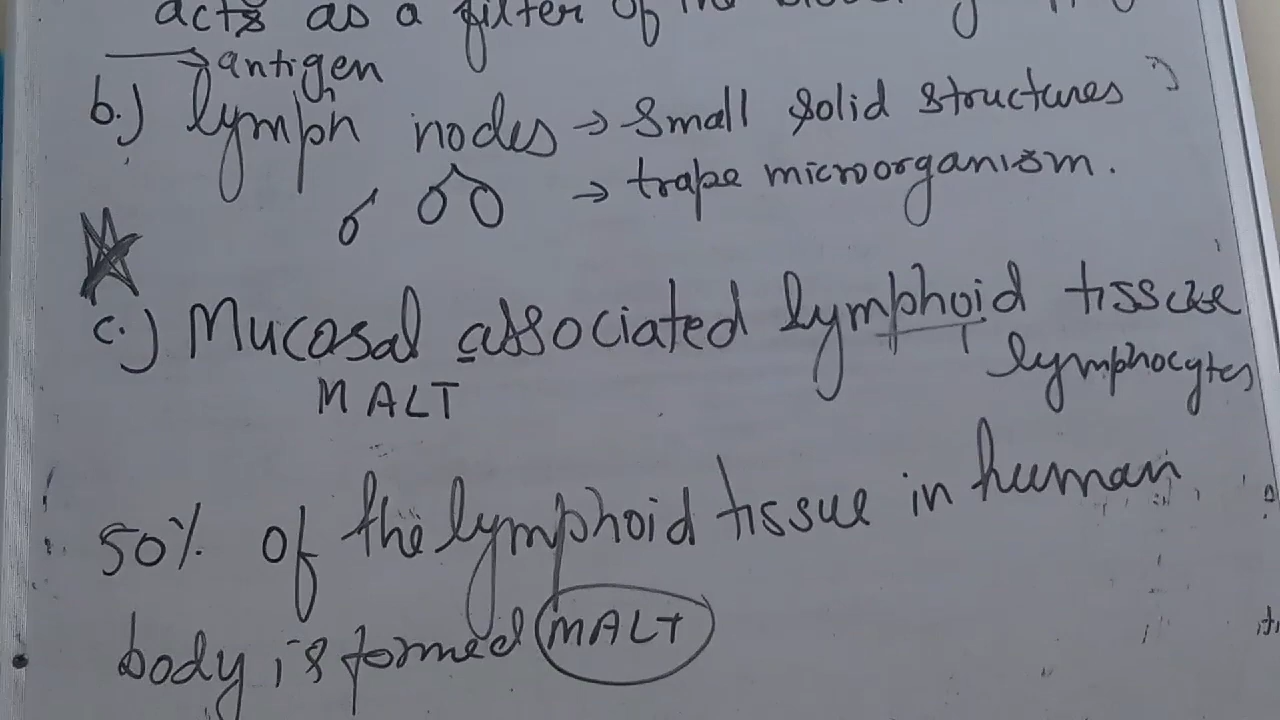 acts as a filter of the
→ antigen
b.) lymph nodes → Small solid structures
→ trape microorganism.
c.) Mucosal associated lymphoid tissue
lymphocytes
MALT
50% of the lymphoid tissue in human
body is formed MALT